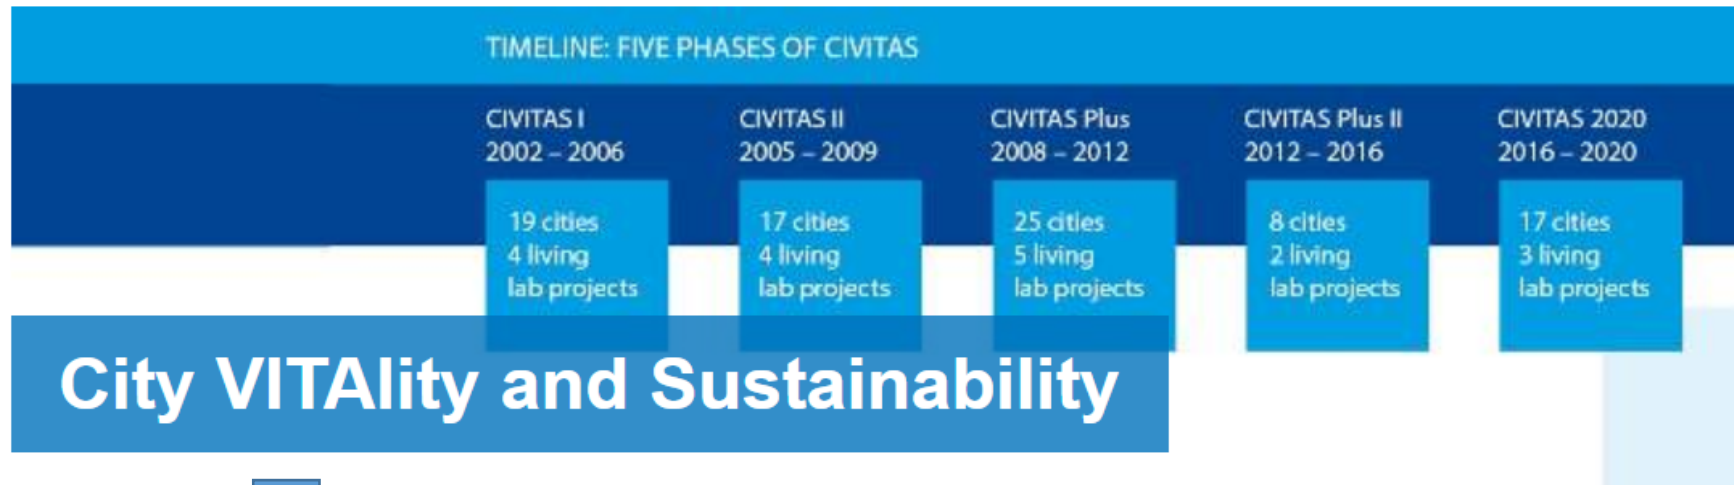 TIMELINE: FIVE PHASES OF CIVITAS
CIVITAS I
2002 – 2006
19 cities
4 living
lab projects
CIVITAS II
2005 – 2009
17 cities
4 living
lab projects
CIVITAS Plus
2008 – 2012
25 cities
5 living
lab projects
CIVITAS Plus II
2012 – 2016
8 cities
2 living
lab projects
CIVITAS 2020
2016 – 2020
17 cities
3 living
lab projects
City VITAlity and Sustainability